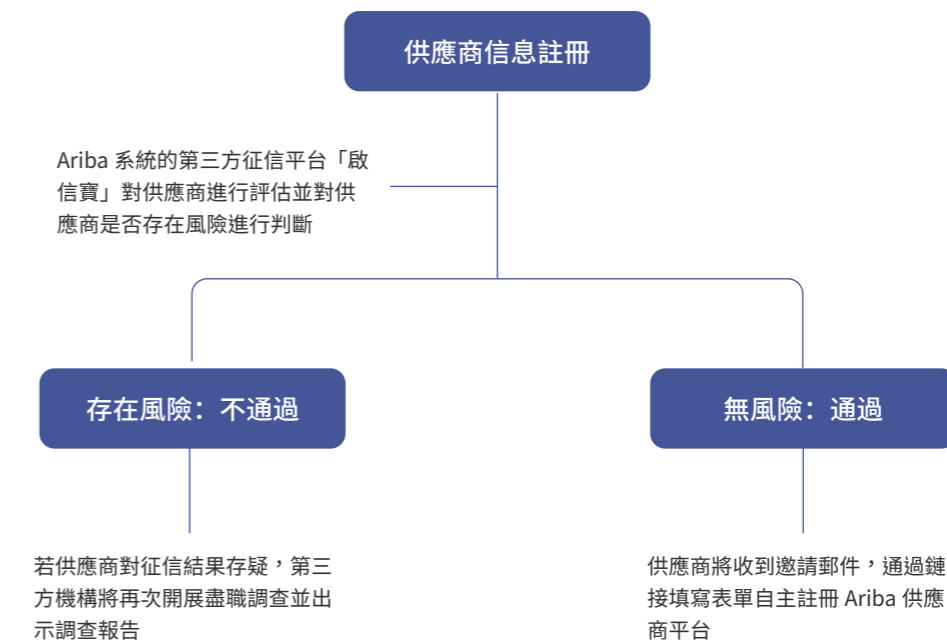 供應商信息註冊
Ariba 系統的第三方征信平台「啟
信寶」對供應商進行評估並對供
應商是否存在風險進行判斷
存在風險：不通過
無風險：通過
若供應商對征信結果存疑，第三
方機構將再次開展盡職調查並出
示調查報告
供應商將收到邀請郵件，通過鏈
接填寫表單自主註冊 Ariba 供應
商平台